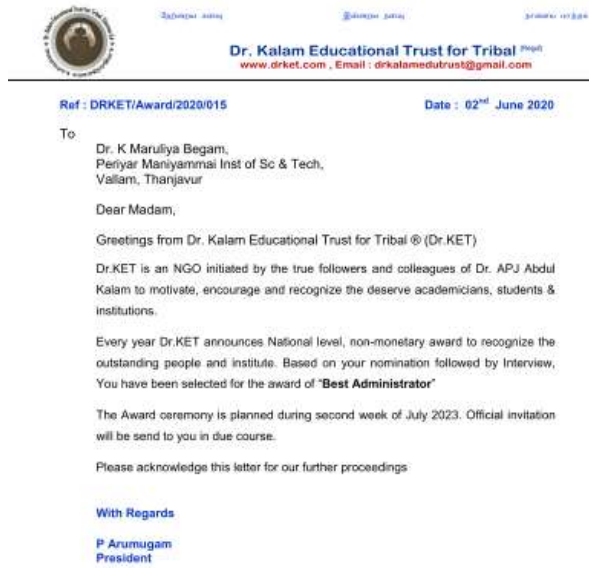 Dr. Kalam Educational Trust for Tribal (Regd)
www.drket.com , Email : drkalamedutrust@gmail.com
Ref : DRKET/Award/2020/015 Date : 02nd June 2020
To
Dr. K Maruliya Begam,
Periyar Maniyammai Inst of Sc & Tech,
Vallam, Thanjavur
Dear Madam,
Greetings from Dr. Kalam Educational Trust for Tribal ® (Dr.KET)
Dr.KET is an NGO initiated by the true followers and colleagues of Dr. APJ Abdul
Kalam to motivate, encourage and recognize the deserve academicians, students &
institutions.
Every year Dr.KET announces National level, non-monetary award to recognize the
outstanding people and institute. Based on your nomination followed by Interview,
You have been selected for the award of "Best Administrator"
The Award ceremony is planned during second week of July 2023. Official invitation
will be send to you in due course.
Please acknowledge this letter for our further proceedings
With Regards
P Arumugam
President